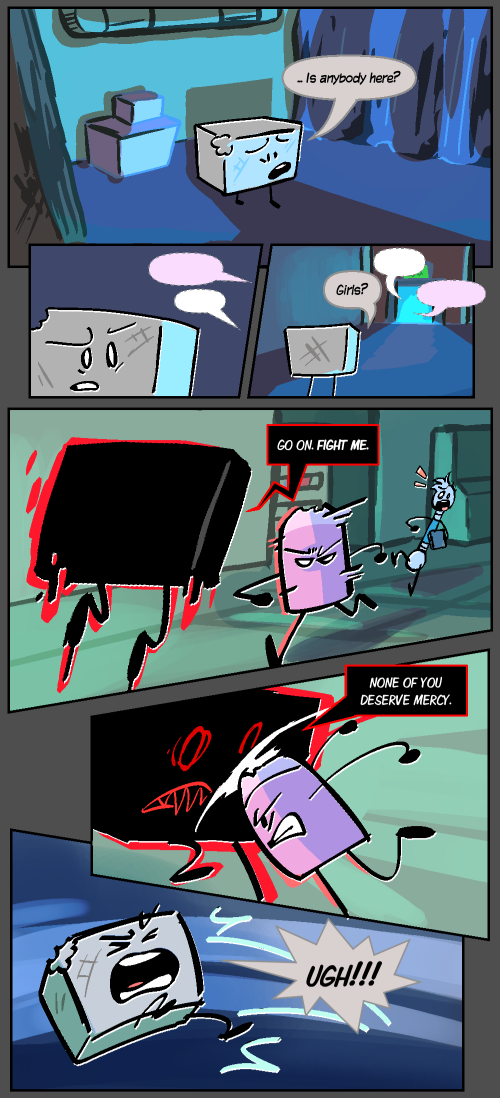 .. Is anybody here?
Girls?
GO ON. FIGHT ME.
NONE OF YOU
DESERVE MERCY.
UGH!!!